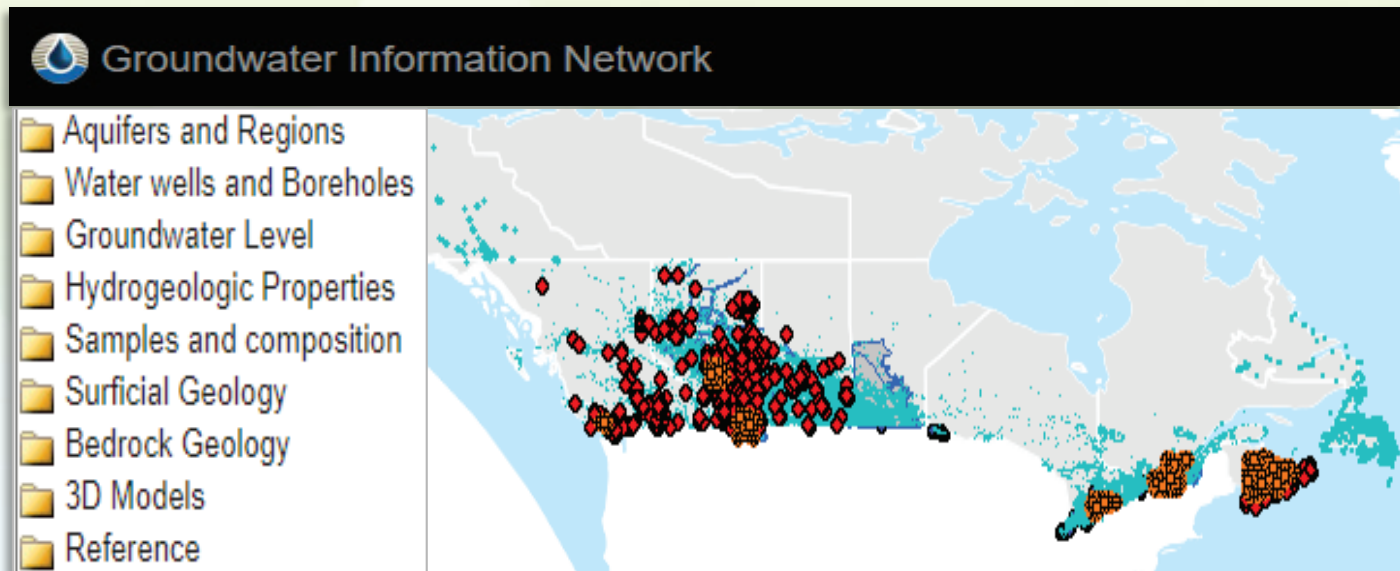 Groundwater Information Network
Aquifers and Regions
Water wells and Boreholes
Groundwater Level
Hydrogeologic Properties
Samples and composition
Surficial Geology
Bedrock Geology
3D Models
Reference